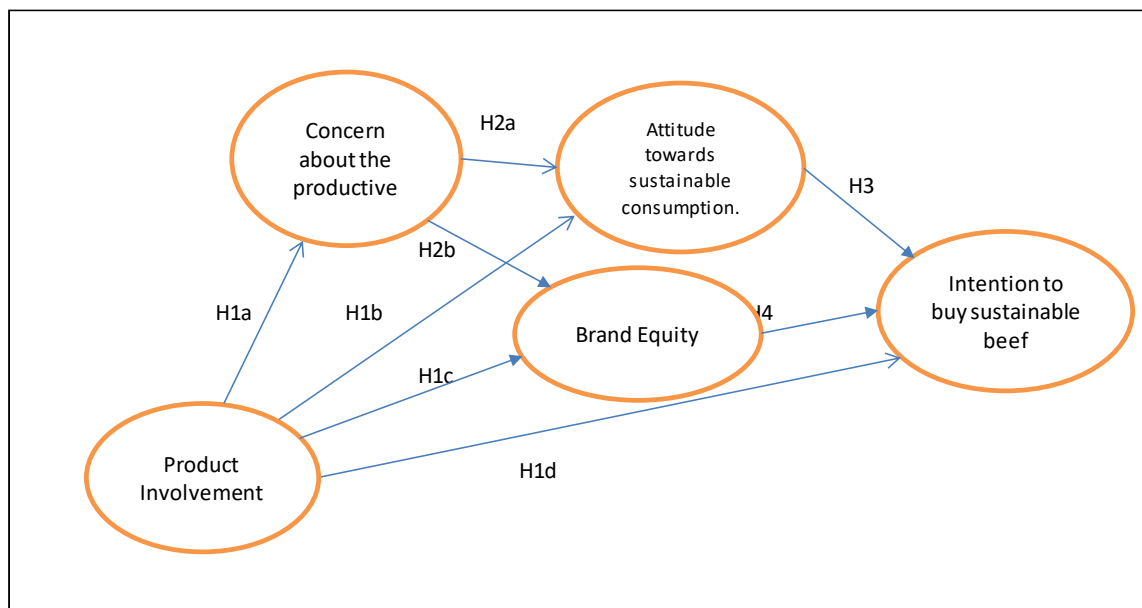 Concern
about the
productive
H2a
Attitude
towards
sustainable
consumption.
H3
H2b
H1a
H1b
Brand Equity
Intention to
buy sustainable
beef
H1c
Product
Involvement
H1d